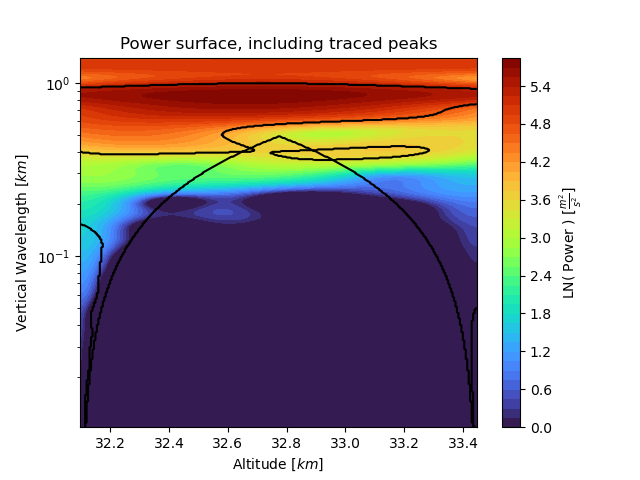 Power surface, including traced peaks
10⁰
10⁻¹
Vertical Wavelength [km]
32.2 32.4 32.6 32.8 33.0 33.2 33.4
Altitude [km]
5.4
4.8
4.2
3.6
3.0
2.4
1.8
1.2
0.6
0.0
LN( Power ) [m²/s²]